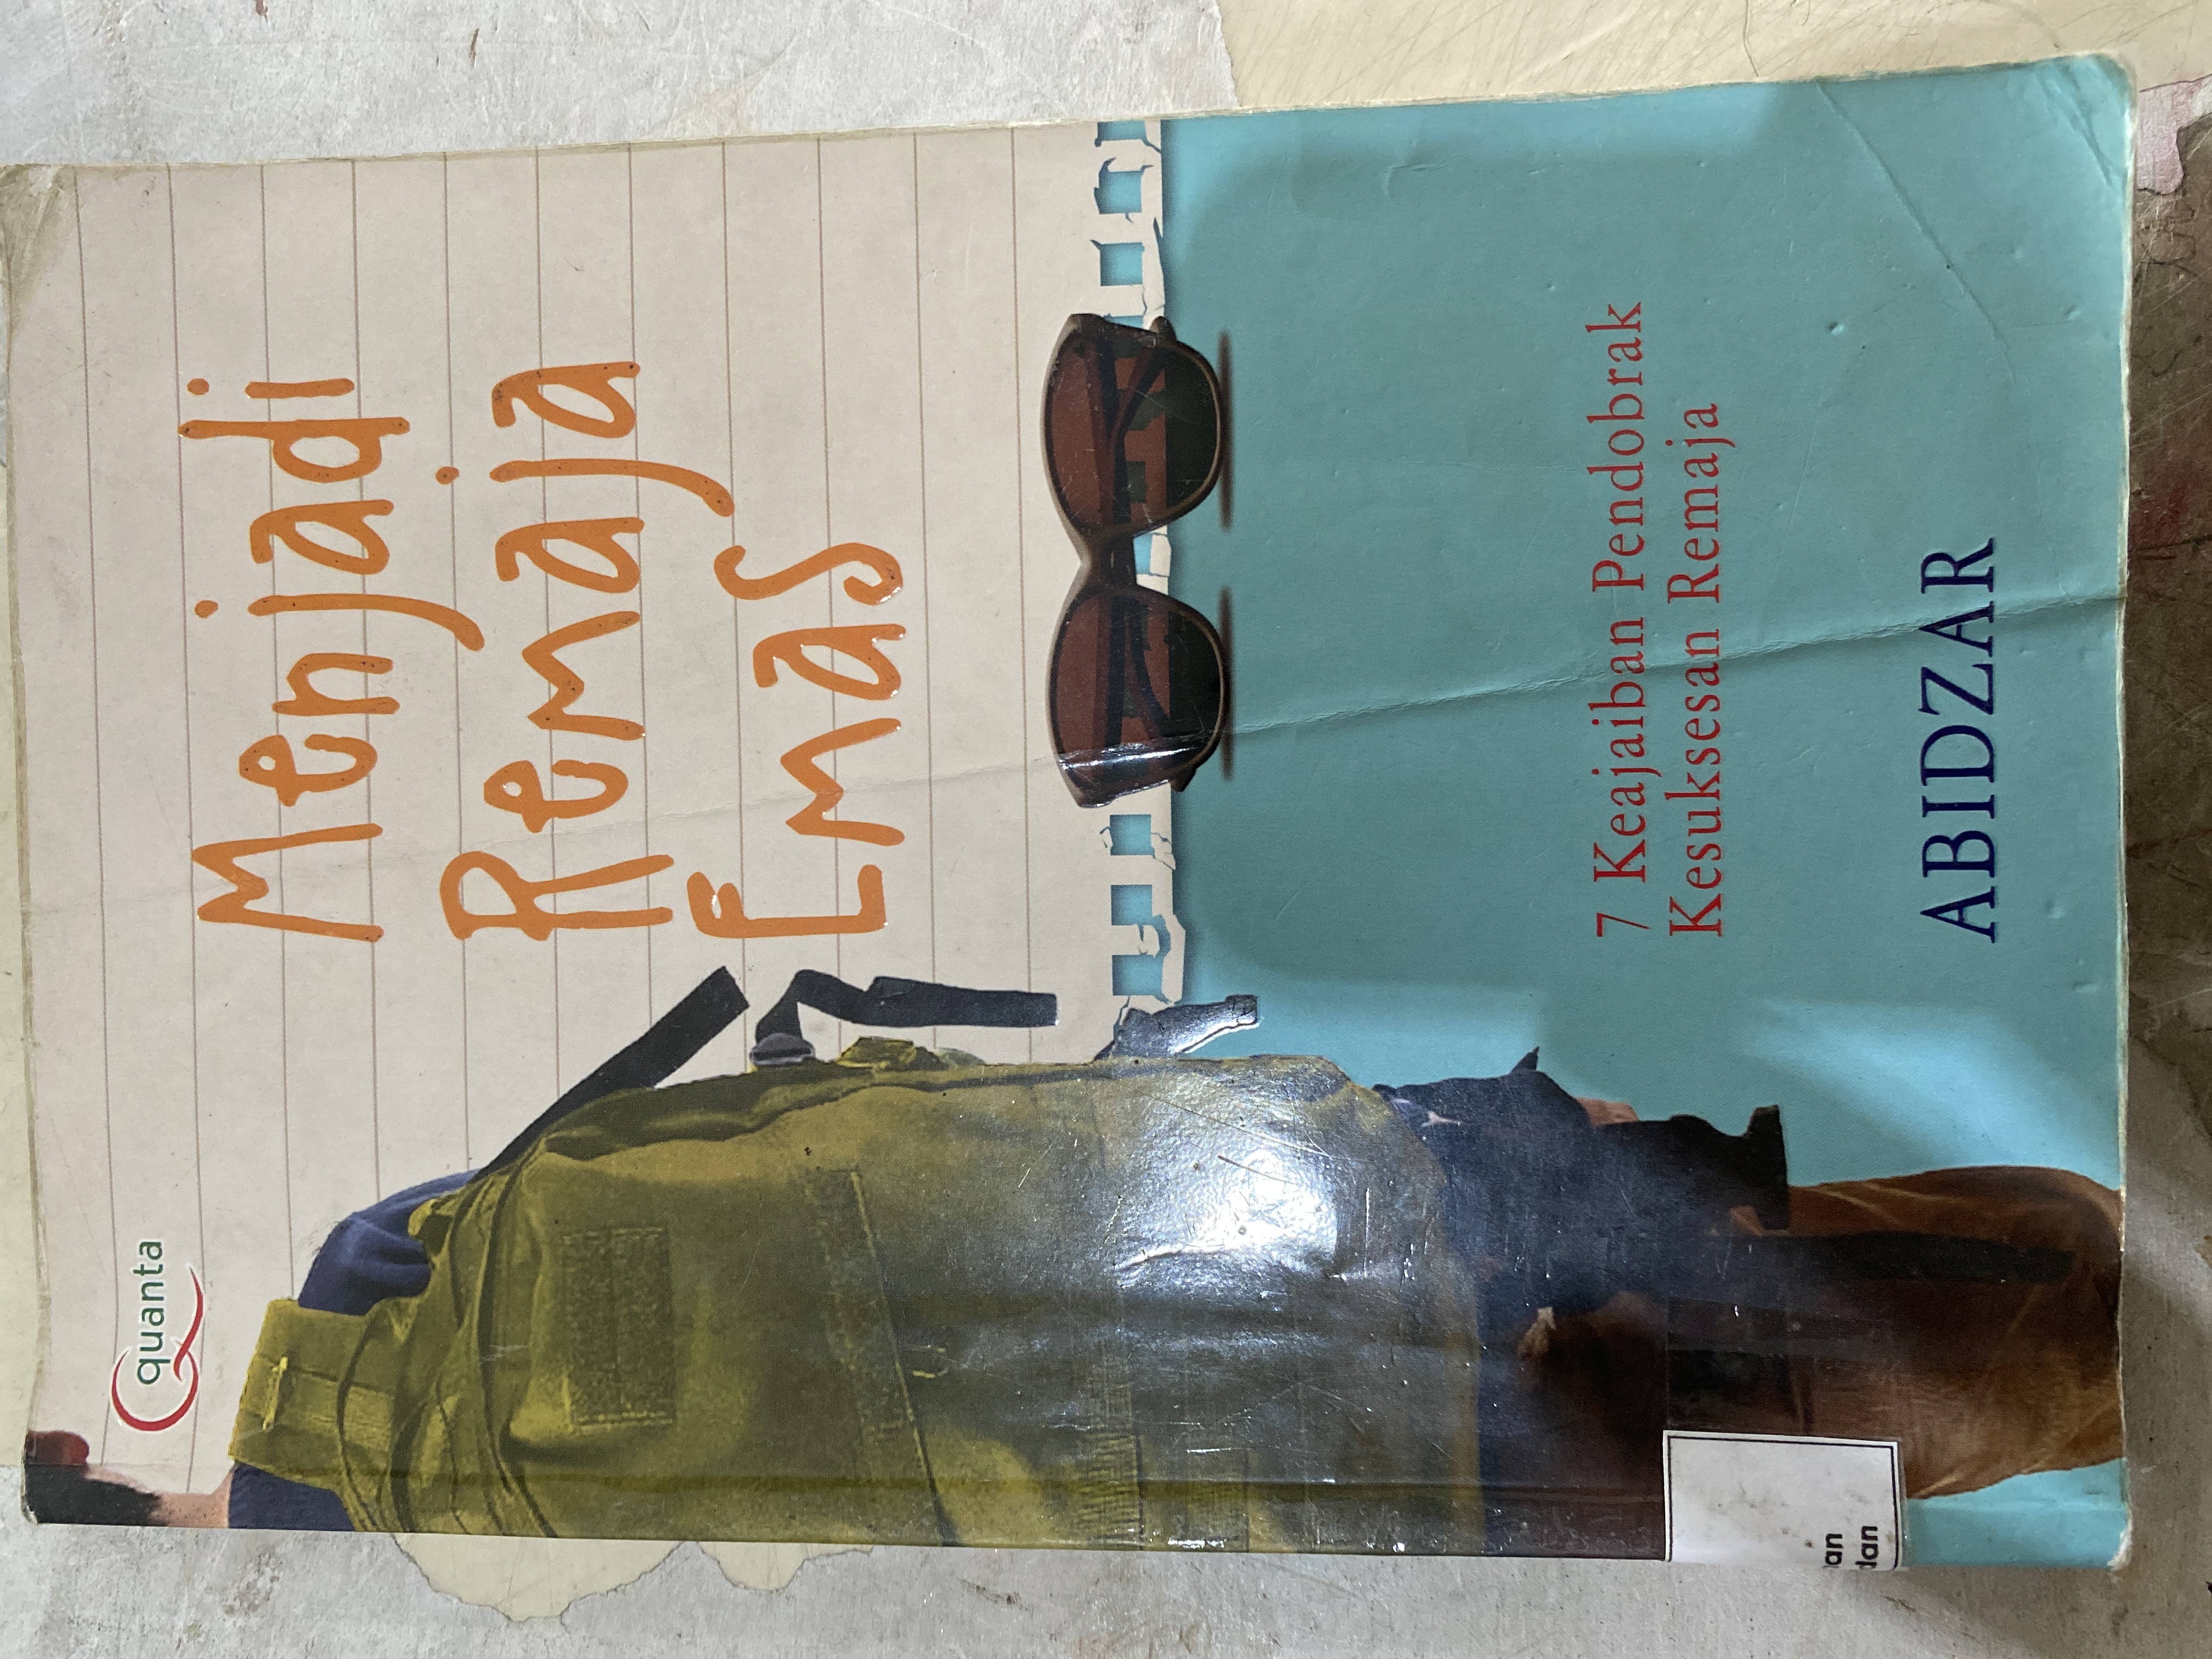 Quanta
Menjadi
Remaja
Emas
7 Keajaiban Pendobrak
Kesuksesan Remaja
ABIDZAR